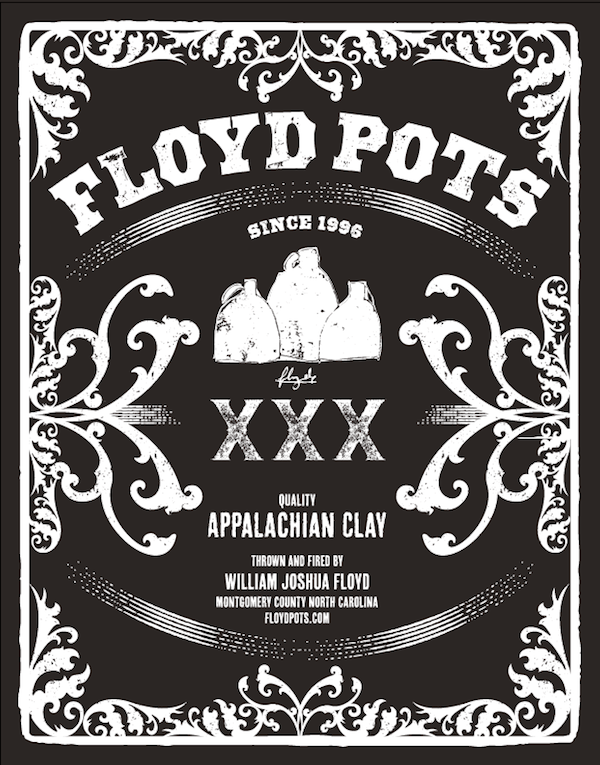 FLOYD POTS
SINCE 1996
XXX
QUALITY
APPALACHIAN CLAY
THROWN AND FIRED BY
WILLIAM JOSHUA FLOYD
MONTGOMERY COUNTY NORTH CAROLINA
FLOYDPOTS.COM